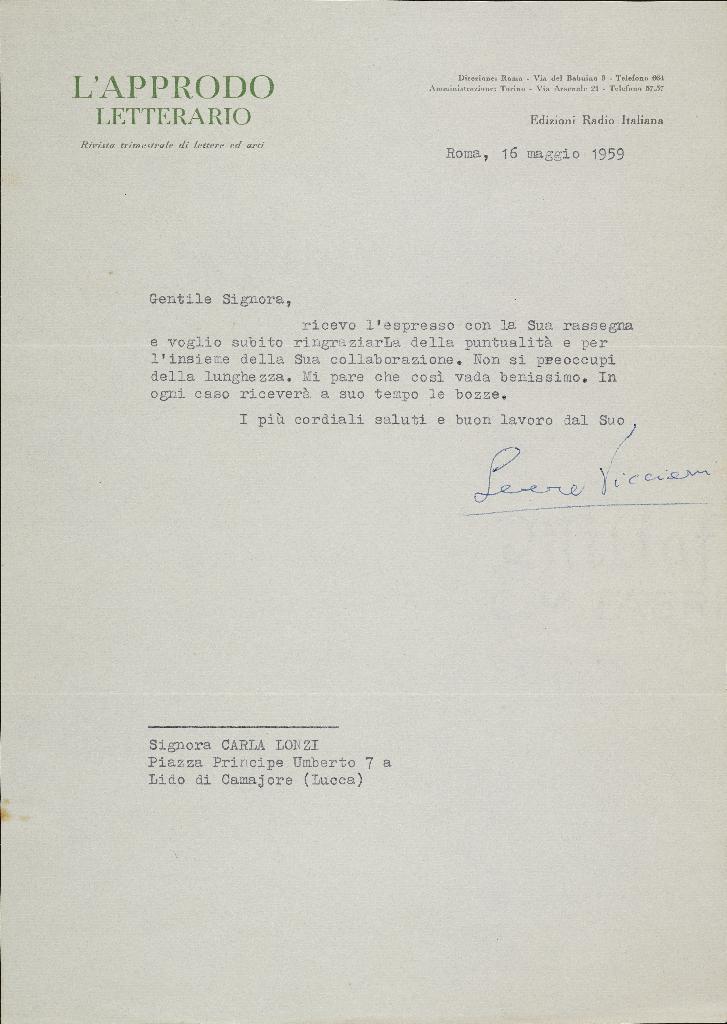 L'APPRODO
LETTERARIO
Rivista trimestrale di lettere ed arti
Direzione: Roma - Via del Babuino 9 - Telefono 664
Amministrazione: Torino - Via Arsenale 21 - Telefono 57.57
Edizioni Radio Italiana
Roma, 16 maggio 1959
Gentile Signora,
ricevo l'espresso con la Sua rassegna
e voglio subito ringraziarLa della puntualità e per
l'insieme della Sua collaborazione. Non si preoccupi
della lunghezza. Mi pare che così vada benissimo. In
ogni caso riceverà a suo tempo le bozze.
I più cordiali saluti e buon lavoro dal Suo
Signora CARLA LONZI
Piazza Principe Umberto 7 a
Lido di Camajore (Lucca)